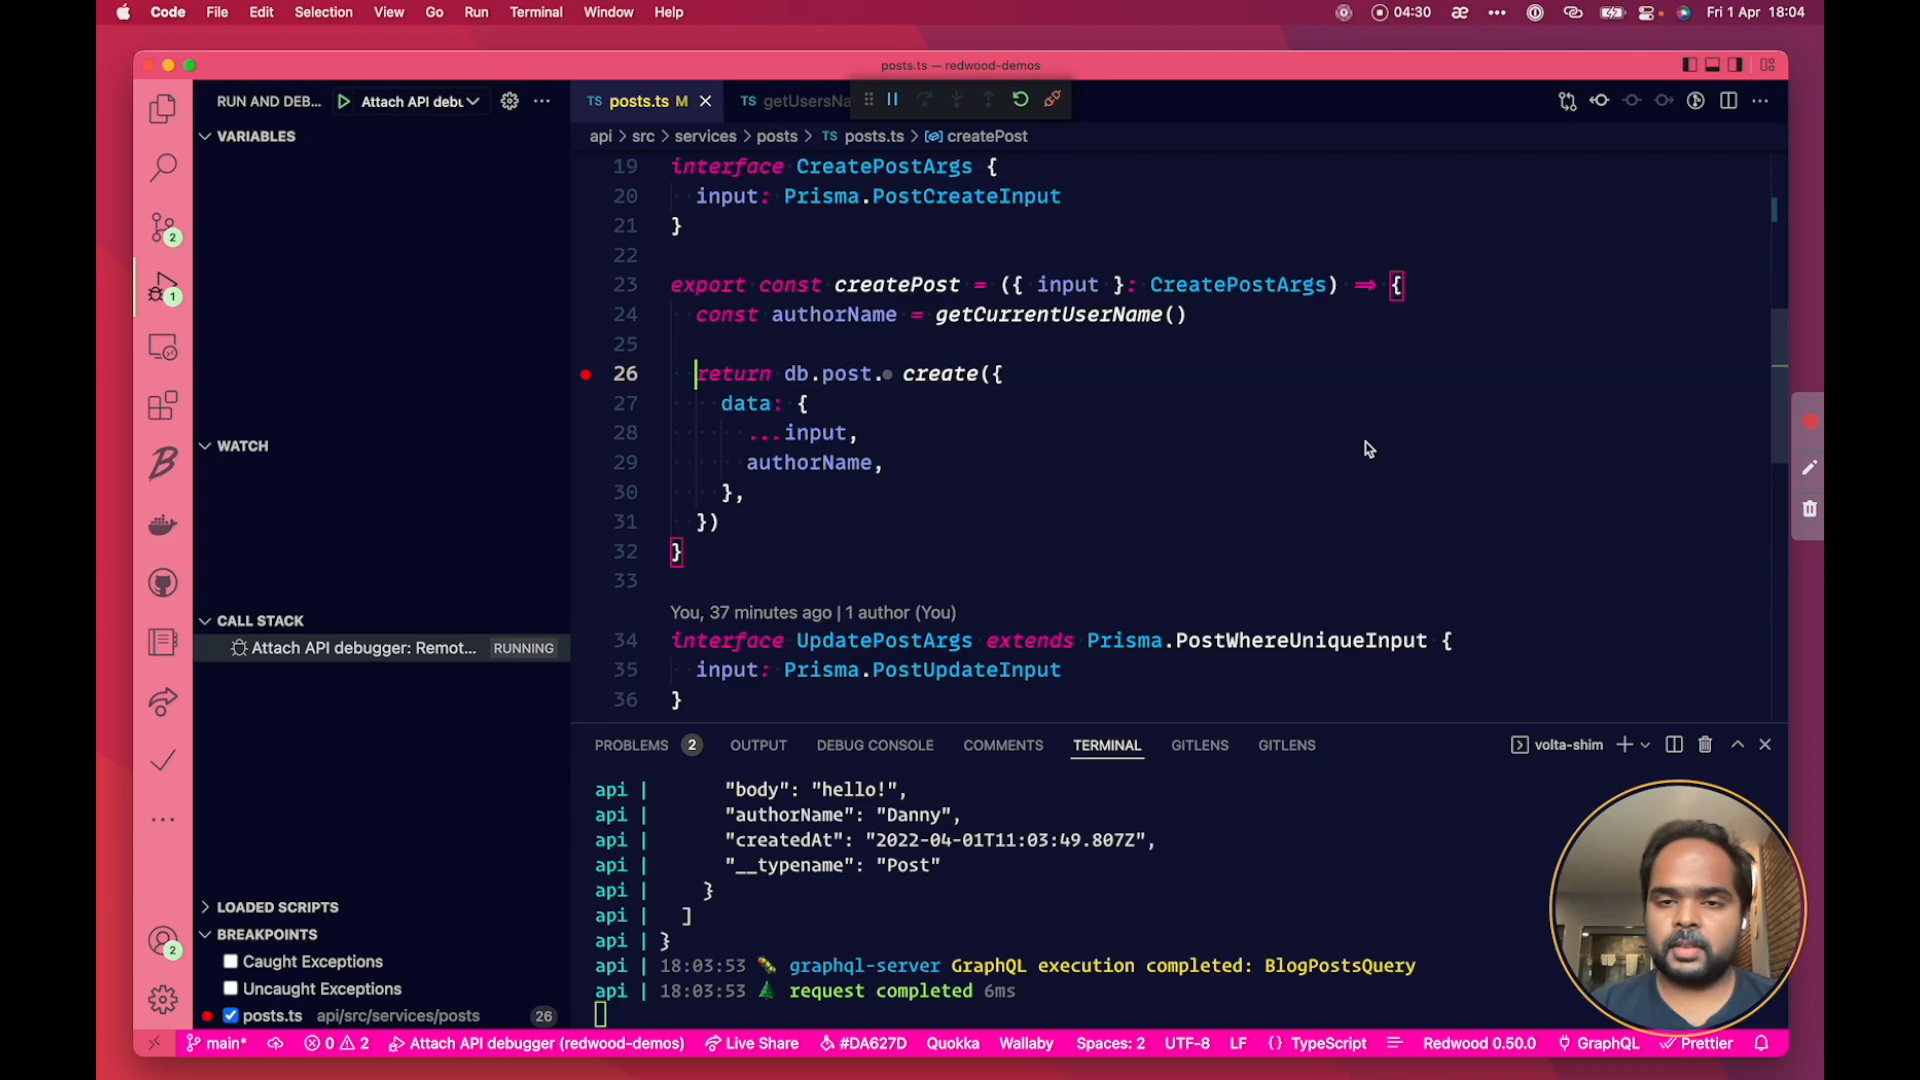 Code File Edit Selection View Go Run Terminal Window Help
04:30 Fri 1 Apr 18:04
posts.ts — redwood-demos
RUN AND DEB... Attach API debu
VARIABLES
WATCH
CALL STACK
Attach API debugger: Remot... RUNNING
LOADED SCRIPTS
BREAKPOINTS
Caught Exceptions
Uncaught Exceptions
posts.ts api/src/services/posts 26
2
1
2
TS posts.ts M
TS getUsersNa
api > src > services > posts > TS posts.ts > createPost
19 interface CreatePostArgs {
20 input: Prisma.PostCreateInput
21 }
22
23 export const createPost = ({ input }: CreatePostArgs) => {
24 const authorName = getCurrentUserName()
25
26 return db.post. create({
27 data: {
28 ...input,
29 authorName,
30 },
31 })
32 }
33
You, 37 minutes ago | 1 author (You)
34 interface UpdatePostArgs extends Prisma.PostWhereUniqueInput {
35 input: Prisma.PostUpdateInput
36 }
PROBLEMS 2 OUTPUT DEBUG CONSOLE COMMENTS TERMINAL GITLENS GITLENS volta-shim
api | "body": "hello!",
api | "authorName": "Danny",
api | "createdAt": "2022-04-01T11:03:49.807Z",
api | "__typename": "Post"
api | }
api | ]
api | }
api | 18:03:53 graphql-server GraphQL execution completed: BlogPostsQuery
api | 18:03:53 request completed 6ms
main* 0 2 Attach API debugger (redwood-demos) Live Share #DA627D Quokka Wallaby Spaces: 2 UTF-8 LF {} TypeScript Redwood 0.50.0 GraphQL Prettier